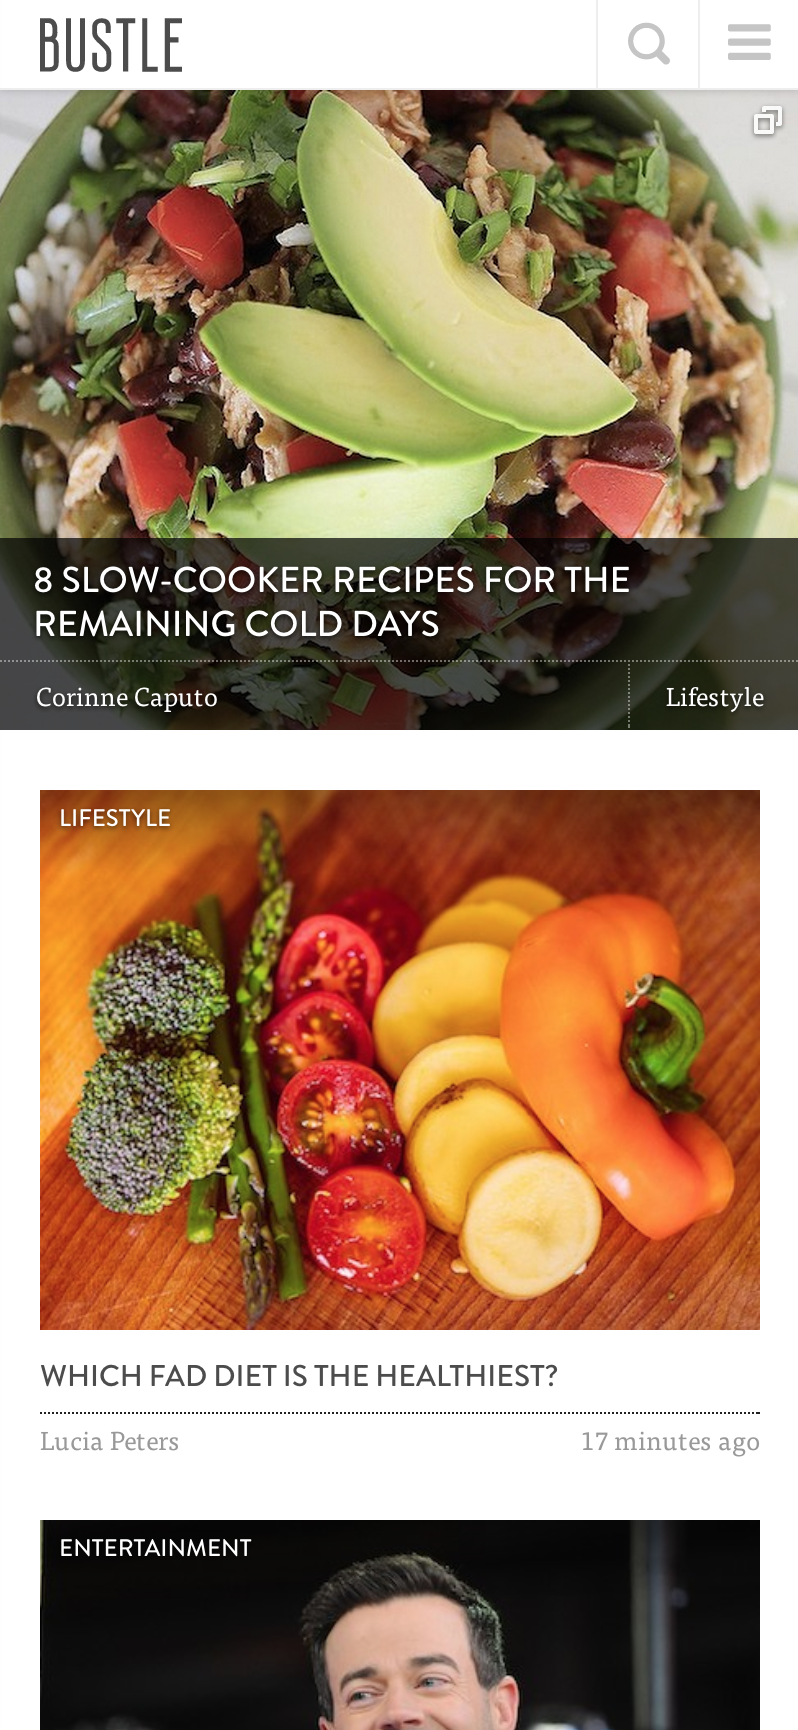 BUSTLE
8 SLOW-COOKER RECIPES FOR THE
REMAINING COLD DAYS
Corinne Caputo
Lifestyle
LIFESTYLE
WHICH FAD DIET IS THE HEALTHIEST?
Lucia Peters
17 minutes ago
ENTERTAINMENT